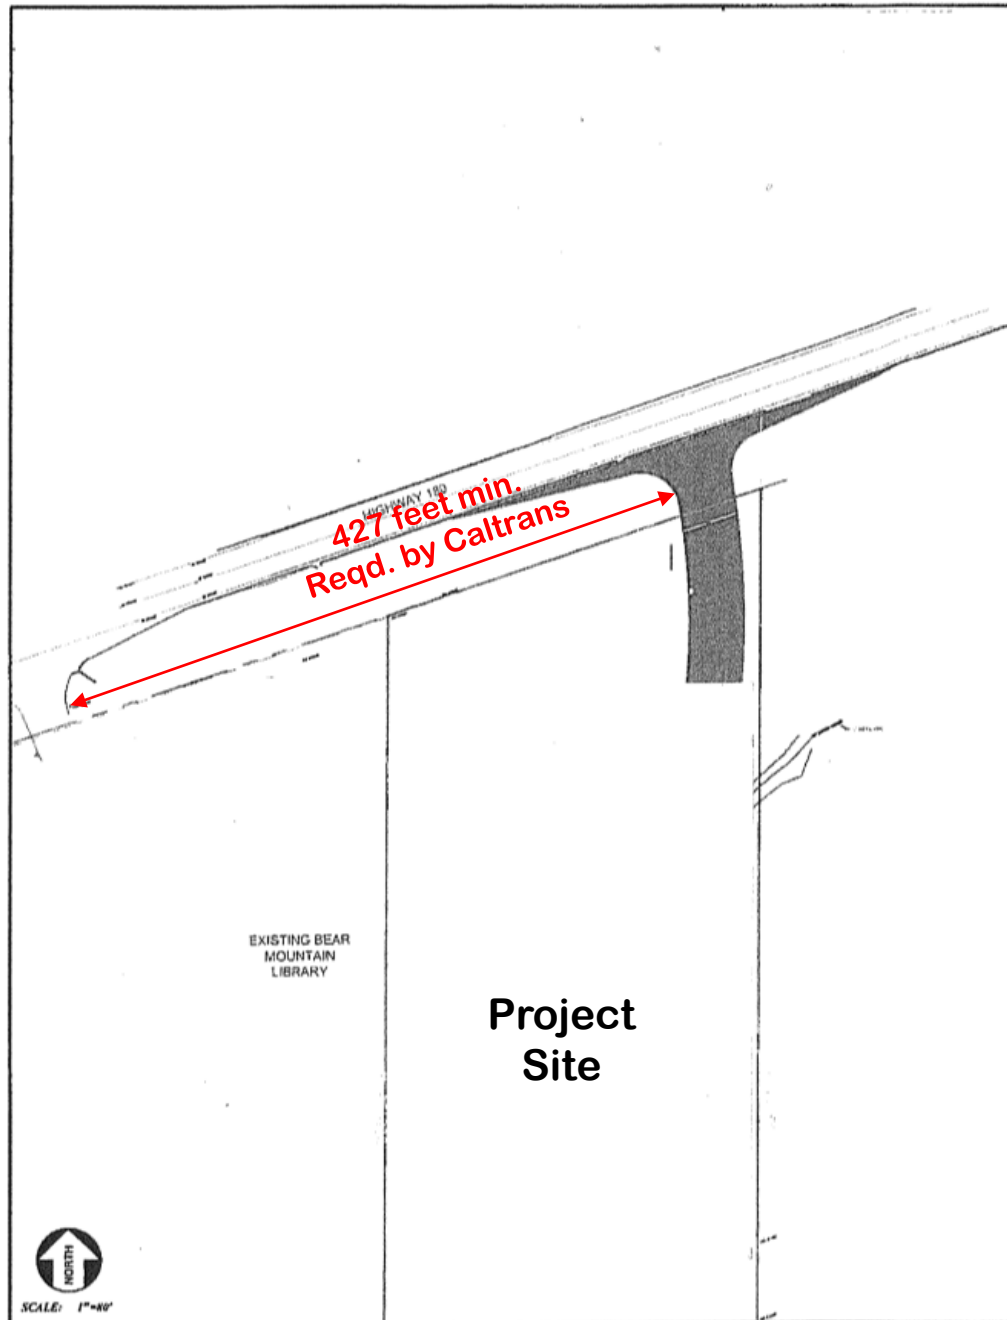 HIGHWAY 180
427 feet min.
Reqd. by Caltrans
EXISTING BEAR
MOUNTAIN
LIBRARY
Project
Site
NORTH
SCALE: 1"=80'